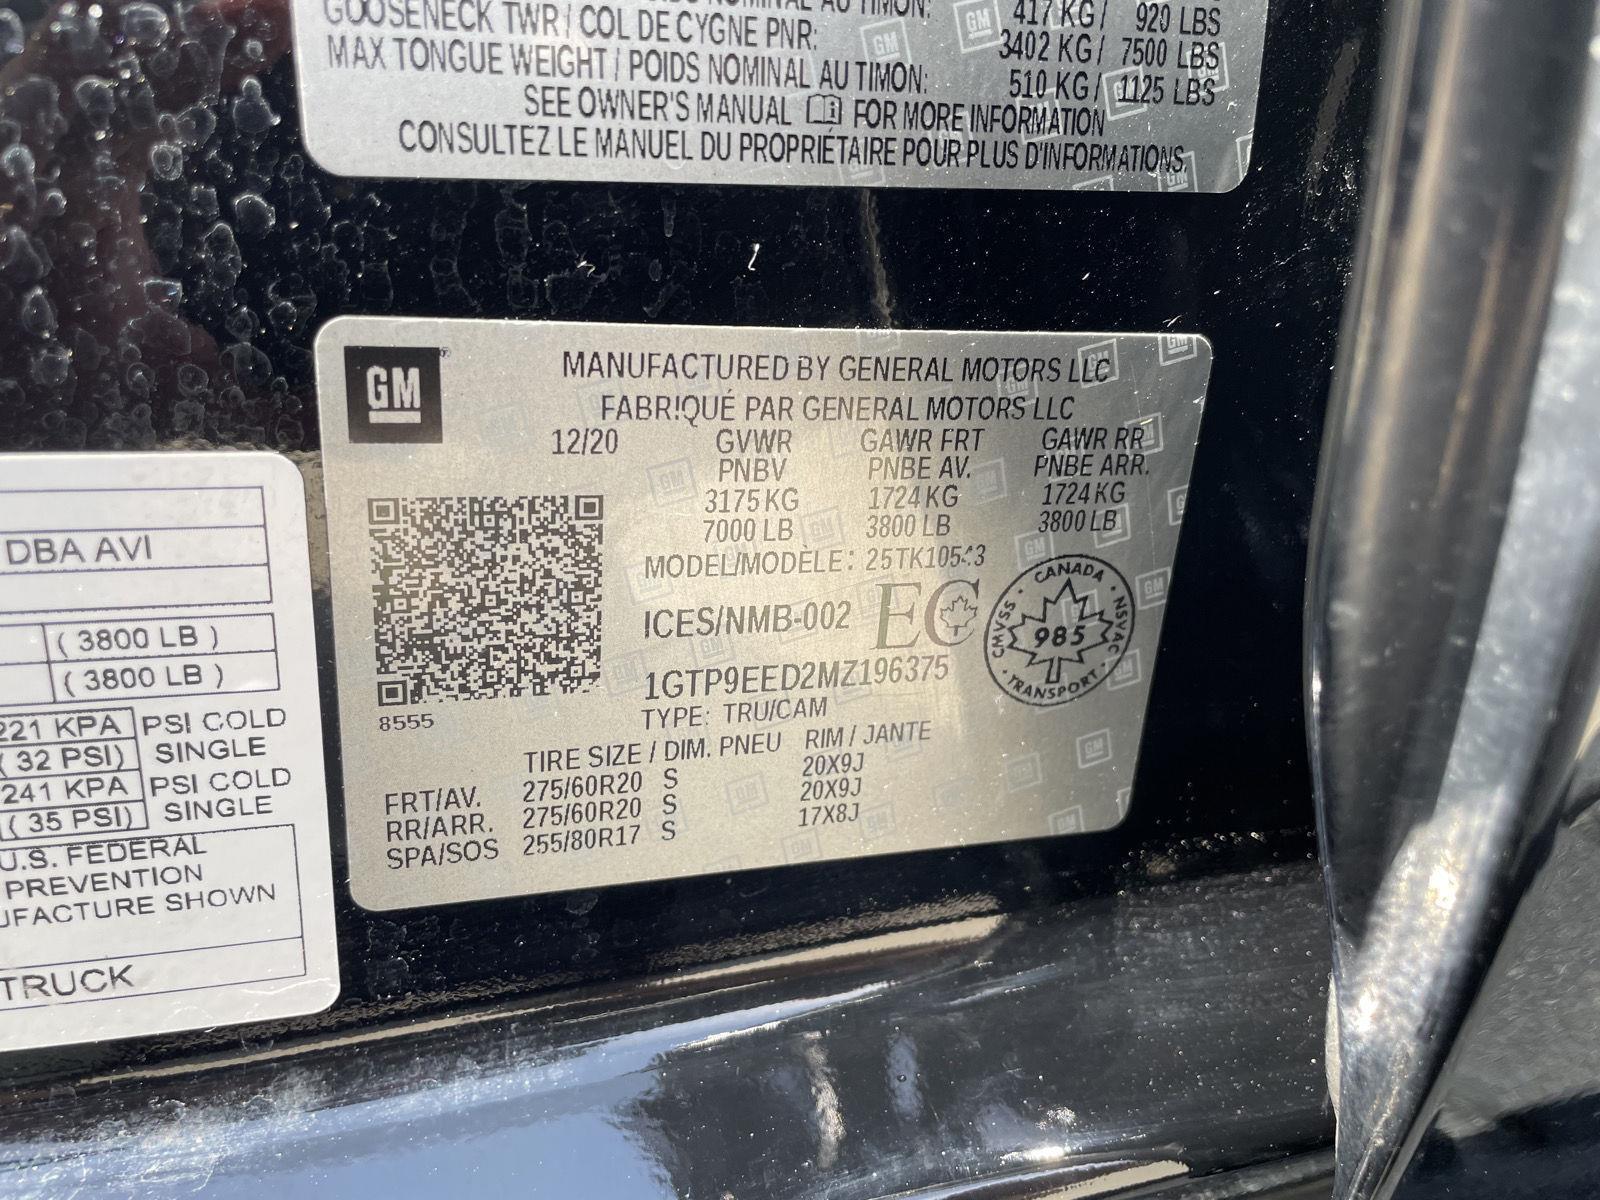 NOMINAL AU TIMON:
417 KG / 920 LBS
GOOSENECK TWR / COL DE CYGNE PNR: 3402 KG / 7500 LBS
MAX TONGUE WEIGHT / POIDS NOMINAL AU TIMON: 510 KG / 1125 LBS
SEE OWNER'S MANUAL FOR MORE INFORMATION
CONSULTEZ LE MANUEL DU PROPRIÉTAIRE POUR PLUS D'INFORMATIONS.
GM
MANUFACTURED BY GENERAL MOTORS LLC
FABRIQUÉ PAR GENERAL MOTORS LLC
12/20 GVWR GAWR FRT GAWR RR
PNBV PNBE AV. PNBE ARR.
3175 KG 1724 KG 1724 KG
7000 LB 3800 LB 3800 LB
MODEL/MODÈLE: 25TK10543
ICES/NMB-002 EC
1GTP9EED2MZ196375
TYPE: TRU/CAM
8555
CANADA
CMVSS 985 NSVAC
TRANSPORT
TIRE SIZE / DIM. PNEU RIM / JANTE
FRT/AV. 275/60R20 S 20X9J
RR/ARR. 275/60R20 S 20X9J
SPA/SOS 255/80R17 S 17X8J
DBA AVI
( 3800 LB )
( 3800 LB )
221 KPA PSI COLD
( 32 PSI) SINGLE
241 KPA PSI COLD
( 35 PSI) SINGLE
U.S. FEDERAL
PREVENTION
UFACTURE SHOWN
TRUCK